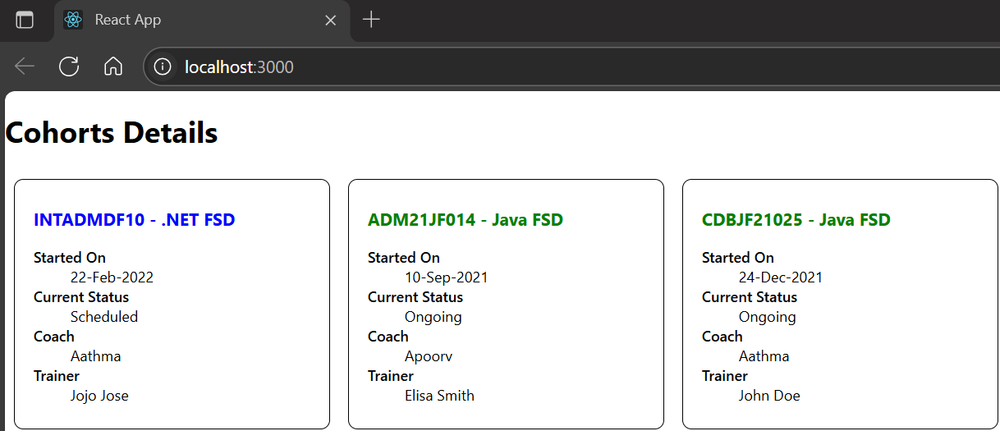 React App
localhost:3000
Cohorts Details
INTADMDF10 - .NET FSD
Started On
22-Feb-2022
Current Status
Scheduled
Coach
Aathma
Trainer
Jojo Jose
ADM21JF014 - Java FSD
Started On
10-Sep-2021
Current Status
Ongoing
Coach
Apoorv
Trainer
Elisa Smith
CDBJF21025 - Java FSD
Started On
24-Dec-2021
Current Status
Ongoing
Coach
Aathma
Trainer
John Doe